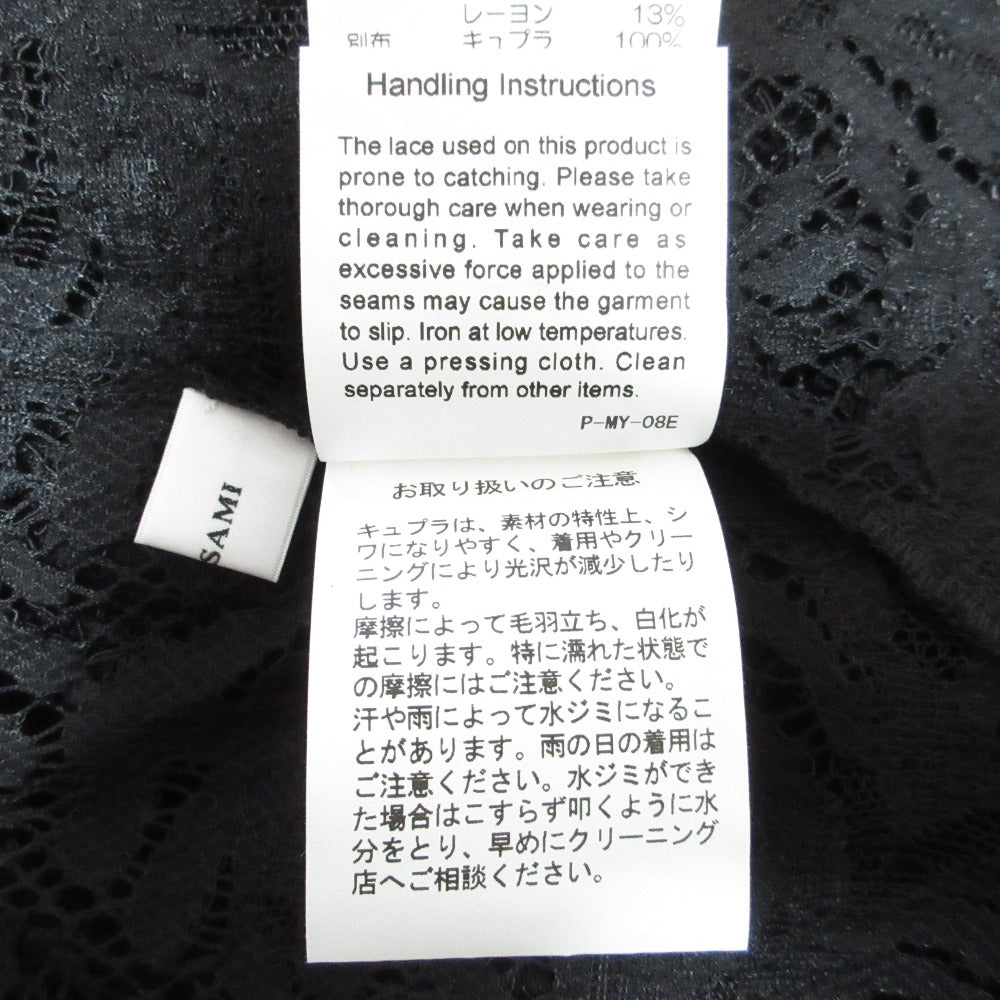 レーヨン 13%
別布 キュプラ 100%
Handling Instructions
The lace used on this product is
prone to catching. Please take
thorough care when wearing or
cleaning. Take care as
excessive force applied to the
seams may cause the garment
to slip. Iron at low temperatures.
Use a pressing cloth. Clean
separately from other items.
P-MY-08E
SAMI
お取り扱いのご注意
キュプラは、素材の特性上、シ
ワになりやすく、着用やクリー
ニングにより光沢が減少したり
します。
摩擦によって毛羽立ち、白化が
起こります。特に濡れた状態で
の摩擦にはご注意ください。
汗や雨によって水ジミになるこ
とがあります。雨の日の着用は
ご注意ください。水ジミができ
た場合はこすらず叩くように水
分をとり、早めにクリーニング
店へご相談ください。